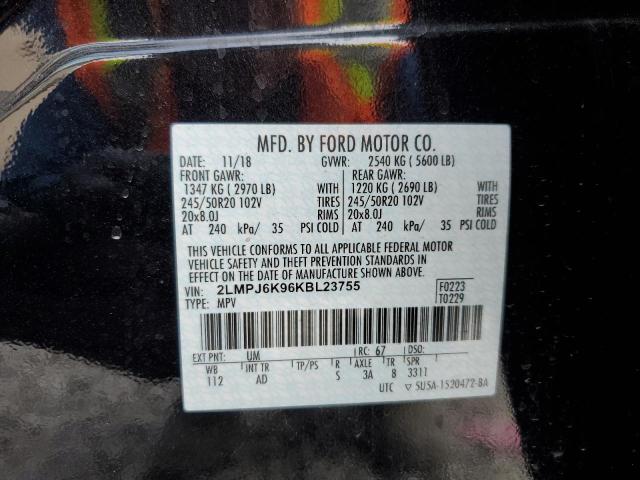 MFD. BY FORD MOTOR CO.
DATE: 11/18 GVWR: 2540 KG ( 5600 LB)
FRONT GAWR: REAR GAWR:
1347 KG ( 2970 LB) WITH 1220 KG ( 2690 LB) WITH
245/50R20 102V TIRES 245/50R20 102V TIRES
20x8.0J RIMS 20x8.0J RIMS
AT 240 kPa/ 35 PSI COLD AT 240 kPa/ 35 PSI COLD
THIS VEHICLE CONFORMS TO ALL APPLICABLE FEDERAL MOTOR
VEHICLE SAFETY AND THEFT PREVENTION STANDARDS IN
EFFECT ON THE DATE OF MANUFACTURE SHOWN ABOVE.
VIN: 2LMPJ6K96KBL23755 F0223
TYPE: MPV T0229
EXT PNT: UM RC: 67 DSO:
WB INT TR TP/PS R AXLE TR SPR
112 AD S 3A 8 3311
UTC ▽ 5U5A-1520472-BA